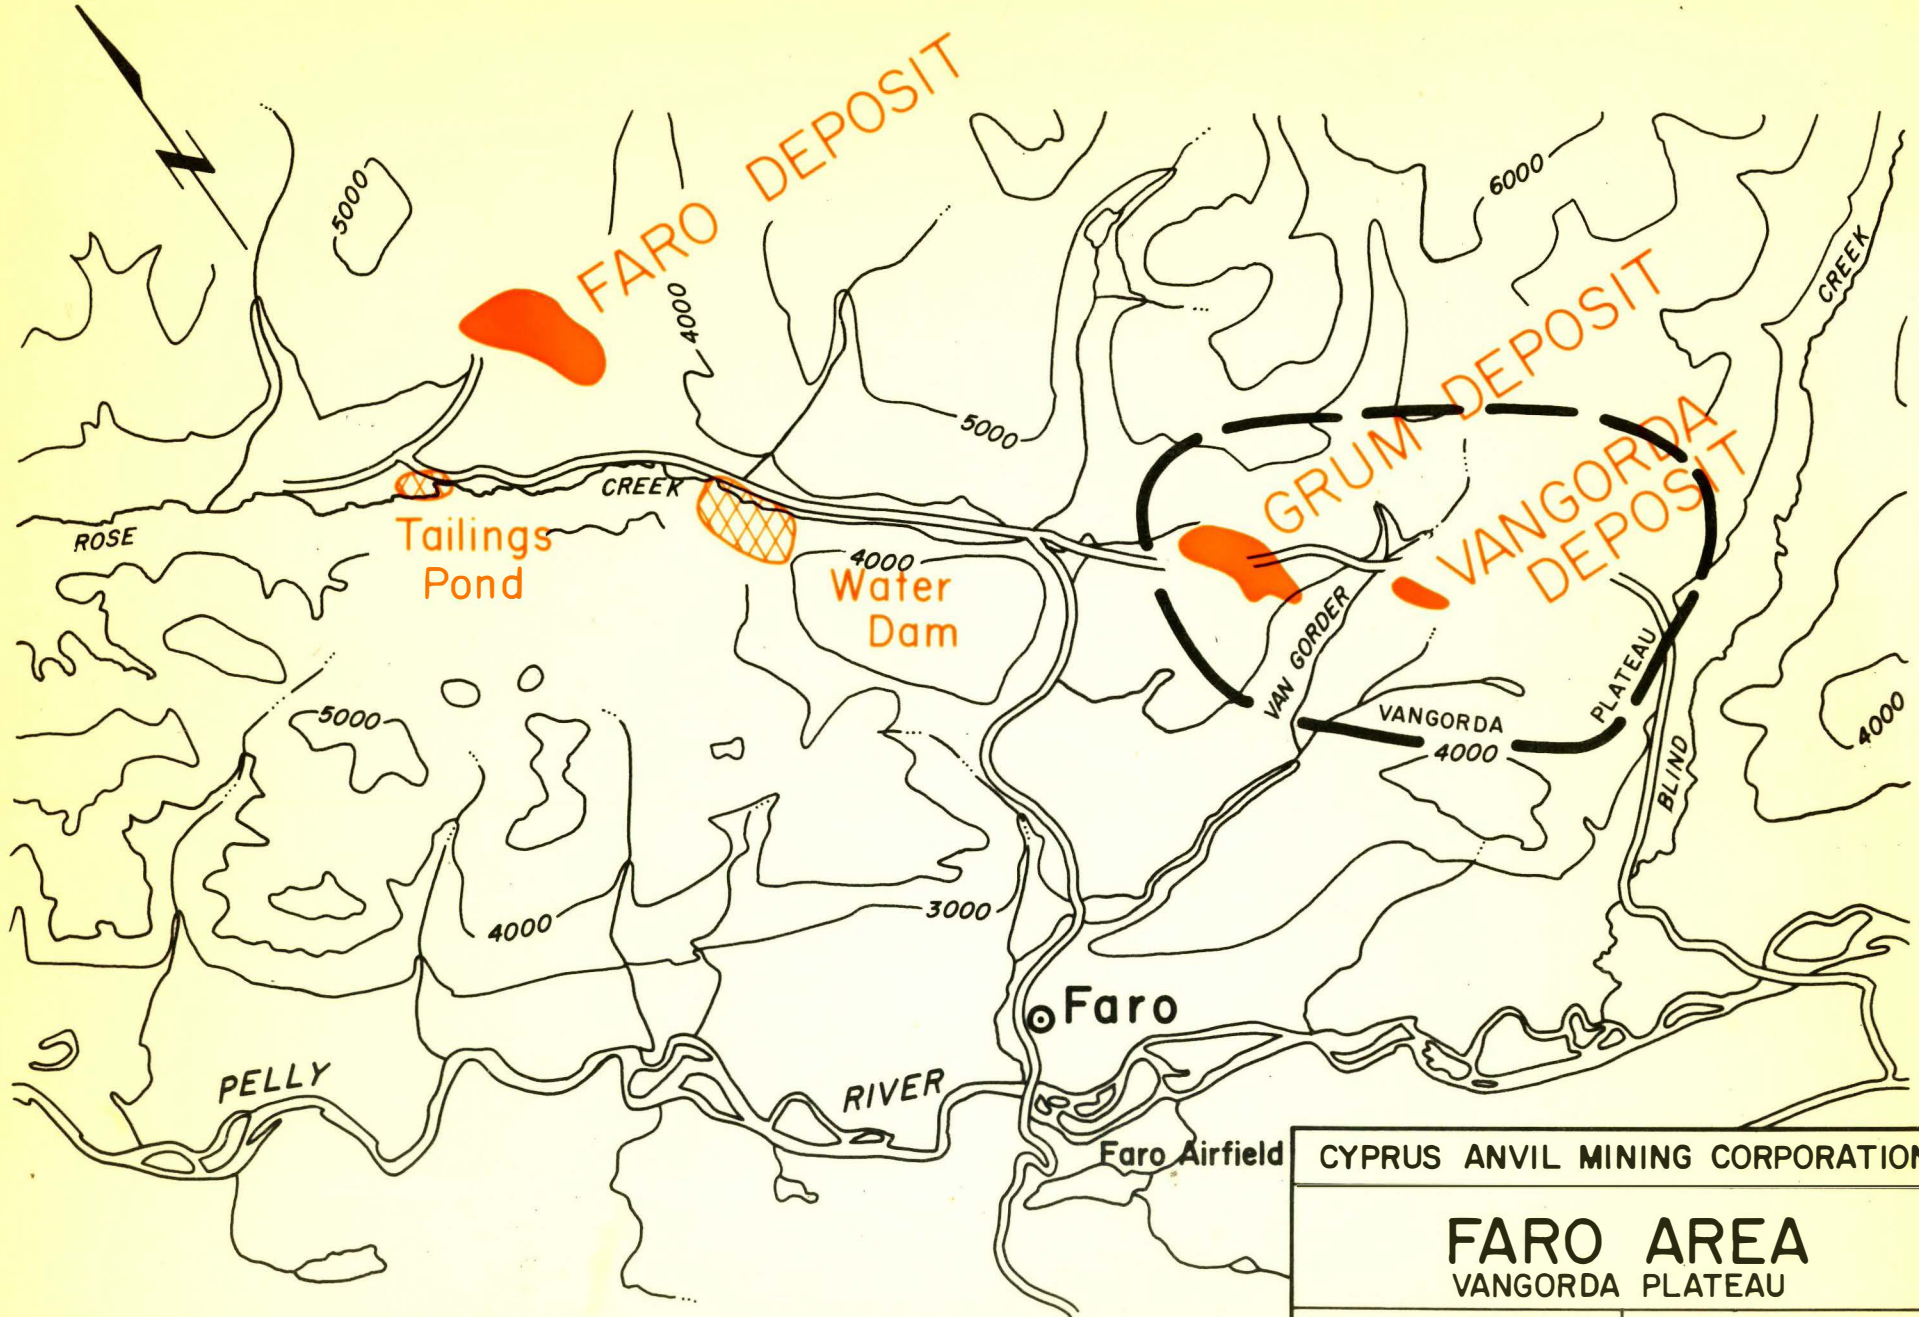 N
FARO DEPOSIT
5000
6000
CREEK
4000
5000
GRUM DEPOSIT
VANGORDA
DEPOSIT
CREEK
ROSE
Tailings
Pond
4000
Water
Dam
VAN GORDER
PLATEAU
VANGORDA
4000
5000
4000
BLIND
4000
3000
Faro
PELLY
RIVER
Faro Airfield
CYPRUS ANVIL MINING CORPORATION
FARO AREA
VANGORDA PLATEAU